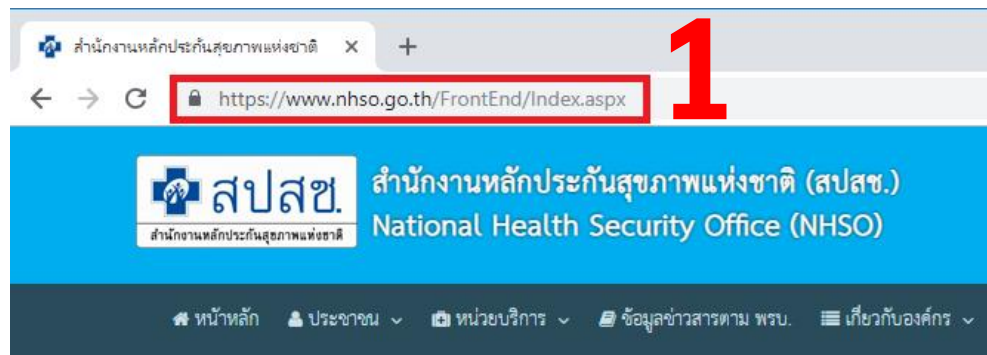 สำนักงานหลักประกันสุขภาพแห่งชาติ
1
https://www.nhso.go.th/FrontEnd/Index.aspx
สปสช.
สำนักงานหลักประกันสุขภาพแห่งชาติ
สำนักงานหลักประกันสุขภาพแห่งชาติ (สปสช.)
National Health Security Office (NHSO)
หน้าหลัก ประชาชน หน่วยบริการ ข้อมูลข่าวสารตาม พรบ. เกี่ยวกับองค์กร